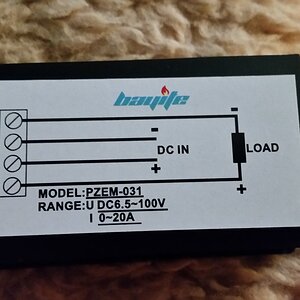 bayite
-
-
DC IN
LOAD
+
+
MODEL:PZEM-031
RANGE:U DC6.5~100V
I 0~20A